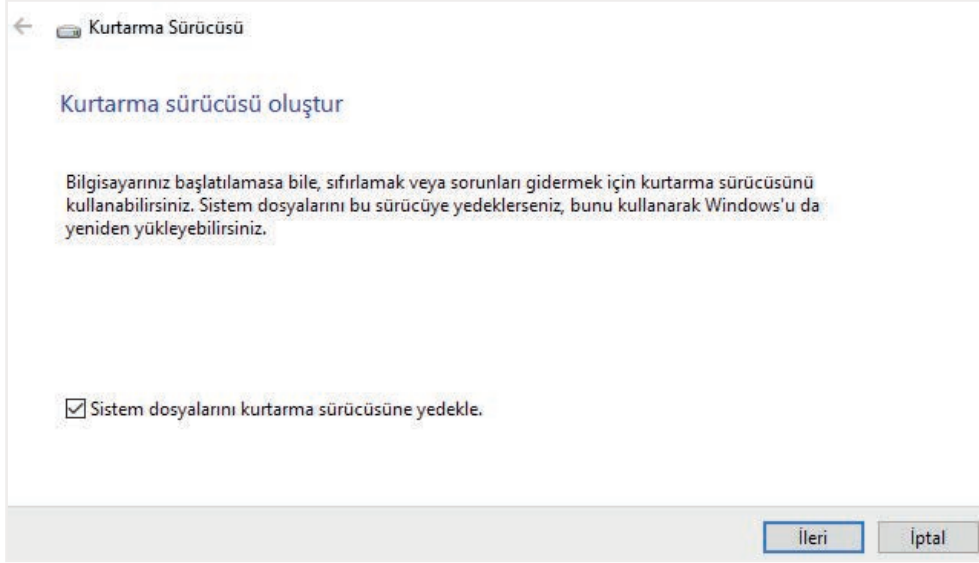 Kurtarma Sürücüsü
Kurtarma sürücüsü oluştur
Bilgisayarınız başlatılamasa bile, sıfırlamak veya sorunları gidermek için kurtarma sürücüsünü
kullanabilirsiniz. Sistem dosyalarını bu sürücüye yedeklerseniz, bunu kullanarak Windows'u da
yeniden yükleyebilirsiniz.
Sistem dosyalarını kurtarma sürücüsüne yedekle.
İleri İptal